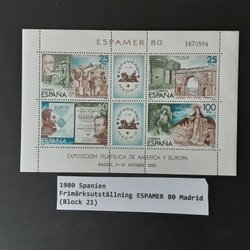 ESPAMER 80
1672884
25
25
ESPAÑA
ESPAÑA
50
100
ESPAÑA
ESPAÑA
EXPOSICION FILATELICA DE AMERICA Y EUROPA
MADRID 3-12 OCTUBRE 1980
1980 Spanien
Frimärksutställning ESPAMER 80 Madrid
(Block 21)